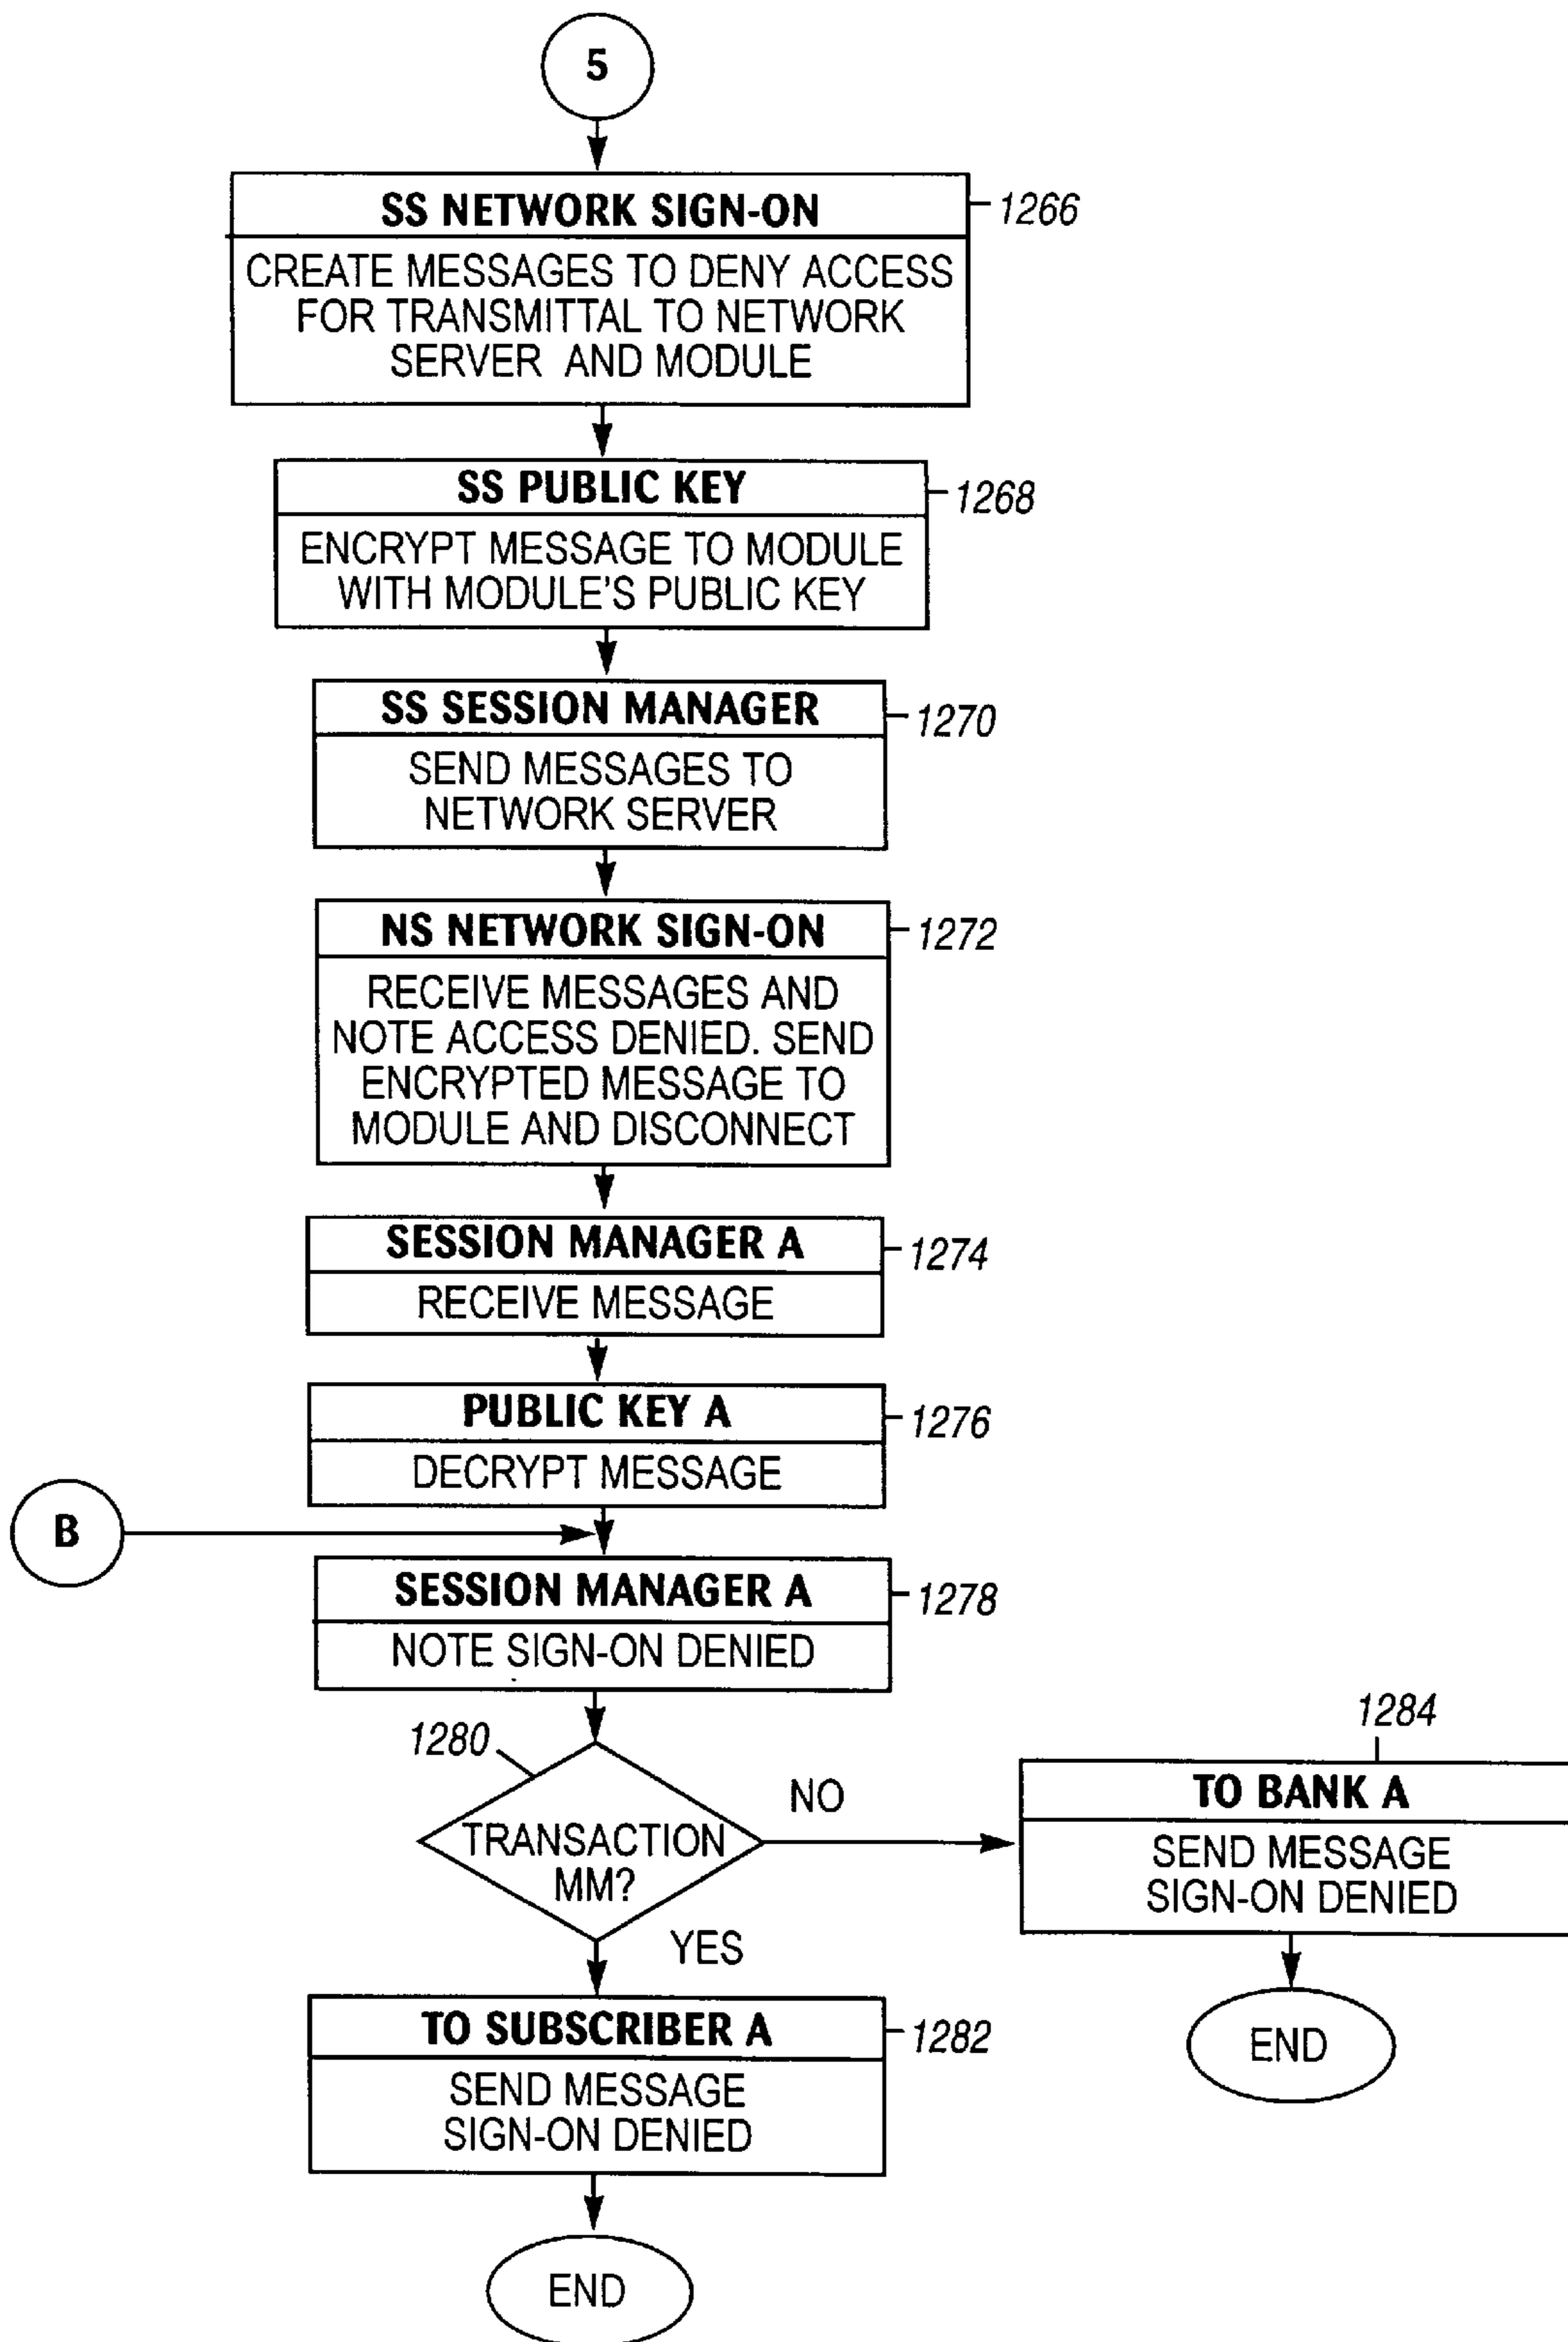 5
SS NETWORK SIGN-ON
1266
CREATE MESSAGES TO DENY ACCESS
FOR TRANSMITTAL TO NETWORK
SERVER AND MODULE
SS PUBLIC KEY
1268
ENCRYPT MESSAGE TO MODULE
WITH MODULE'S PUBLIC KEY
SS SESSION MANAGER
1270
SEND MESSAGES TO
NETWORK SERVER
NS NETWORK SIGN-ON
1272
RECEIVE MESSAGES AND
NOTE ACCESS DENIED. SEND
ENCRYPTED MESSAGE TO
MODULE AND DISCONNECT
SESSION MANAGER A
1274
RECEIVE MESSAGE
PUBLIC KEY A
1276
DECRYPT MESSAGE
B
SESSION MANAGER A
1278
NOTE SIGN-ON DENIED
1280
TRANSACTION
MM?
NO
YES
1284
TO BANK A
SEND MESSAGE
SIGN-ON DENIED
END
TO SUBSCRIBER A
1282
SEND MESSAGE
SIGN-ON DENIED
END